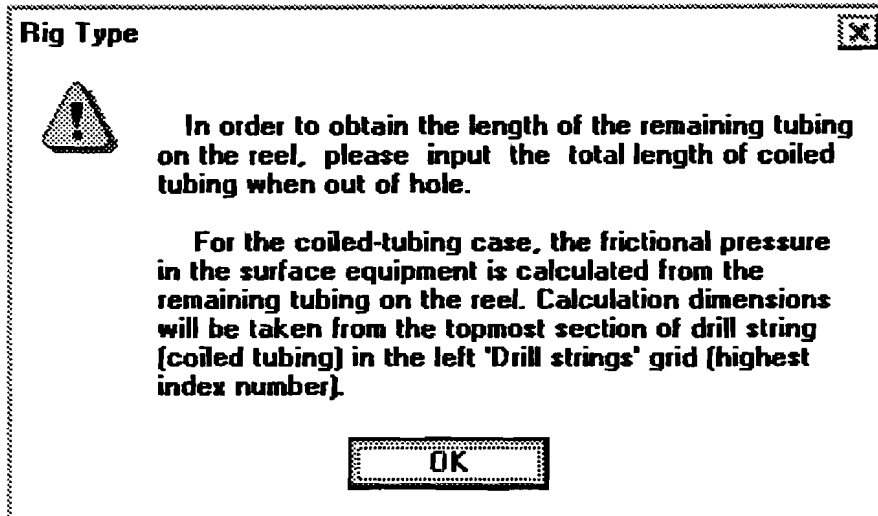 Rig Type
In order to obtain the length of the remaining tubing
on the reel, please input the total length of coiled
tubing when out of hole.
For the coiled-tubing case, the frictional pressure
in the surface equipment is calculated from the
remaining tubing on the reel. Calculation dimensions
will be taken from the topmost section of drill string
(coiled tubing) in the left 'Drill strings' grid (highest
index number).
OK